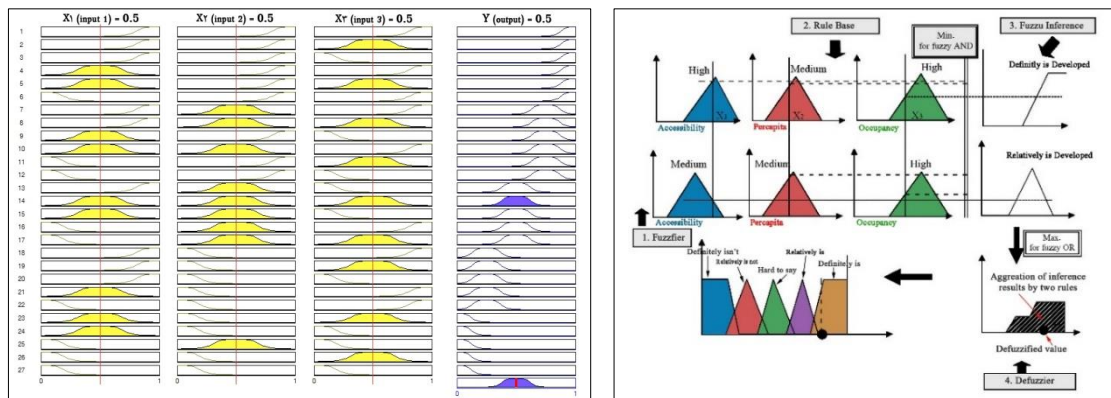 X۱ (input 1) = 0.5
X۲ (input 2) = 0.5
X۳ (input 3) = 0.5
Y (output) = 0.5
1
2
3
4
5
6
7
8
9
10
11
12
13
14
15
16
17
18
19
20
21
22
23
24
25
26
27
0 1
0 1
0 1
0 1
2. Rule Base
3. Fuzzu Inference
Min-
for fuzzy AND
High
Medium
High
Definitly is Developed
X₁
X₂
X₃
Accessibility
Percapita
Occupancy
Medium
Medium
High
Relatively is Developed
Accessibility
Percapita
Occupancy
1. Fuzzfier
Max-
for fuzzy OR
Definitely isn't
Relatively is not
Hard to say
Relatively is
Definitely is
Aggreation of inference
results by two rules
Defuzzified value
4. Defuzzier